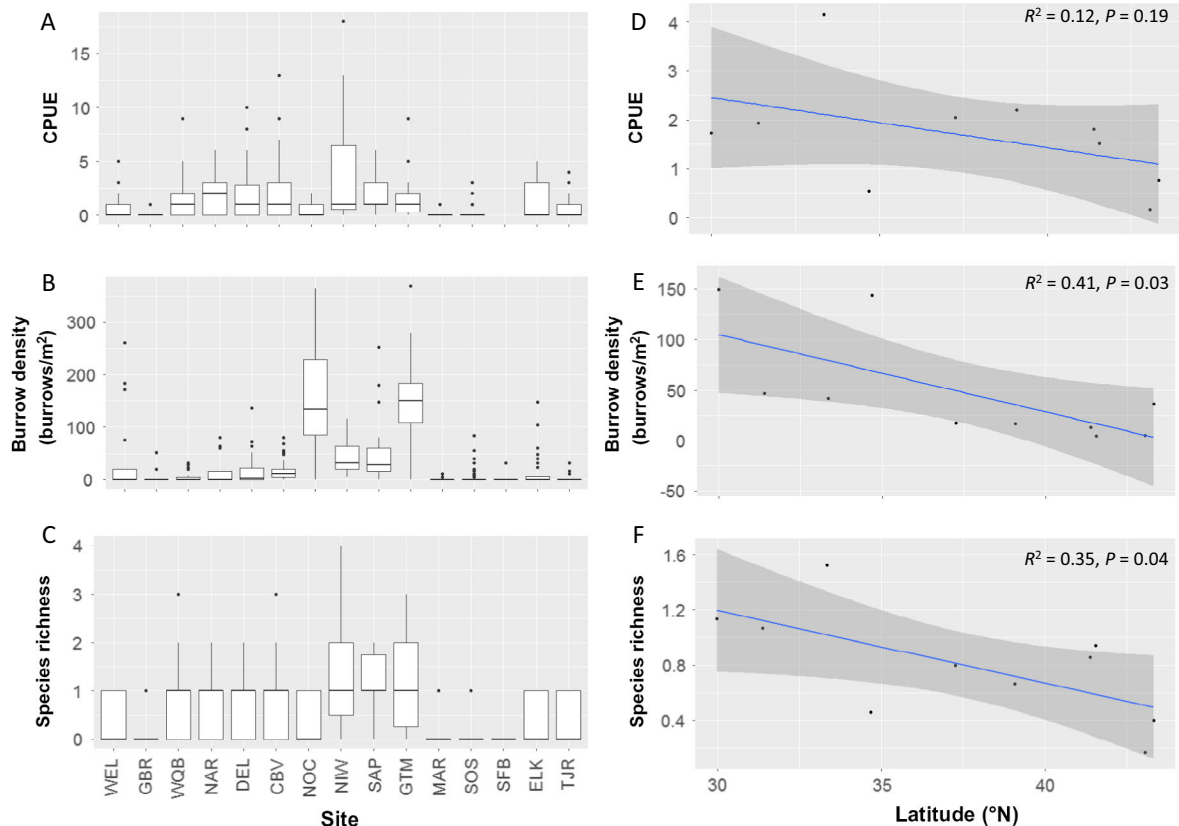 A
CPUE
15
10
5
0
B
Burrow density
(burrows/m²)
300
200
100
0
C
Species richness
4
3
2
1
0
WEL
GBR
WQB
NAR
DEL
CBV
NOC
NIW
SAP
GTM
MAR
SOS
SFB
ELK
TJR
Site
D
R² = 0.12, P = 0.19
CPUE
4
3
2
1
0
E
R² = 0.41, P = 0.03
Burrow density
(burrows/m²)
150
100
50
0
-50
F
R² = 0.35, P = 0.04
Species richness
1.6
1.2
0.8
0.4
30
35
40
Latitude (°N)